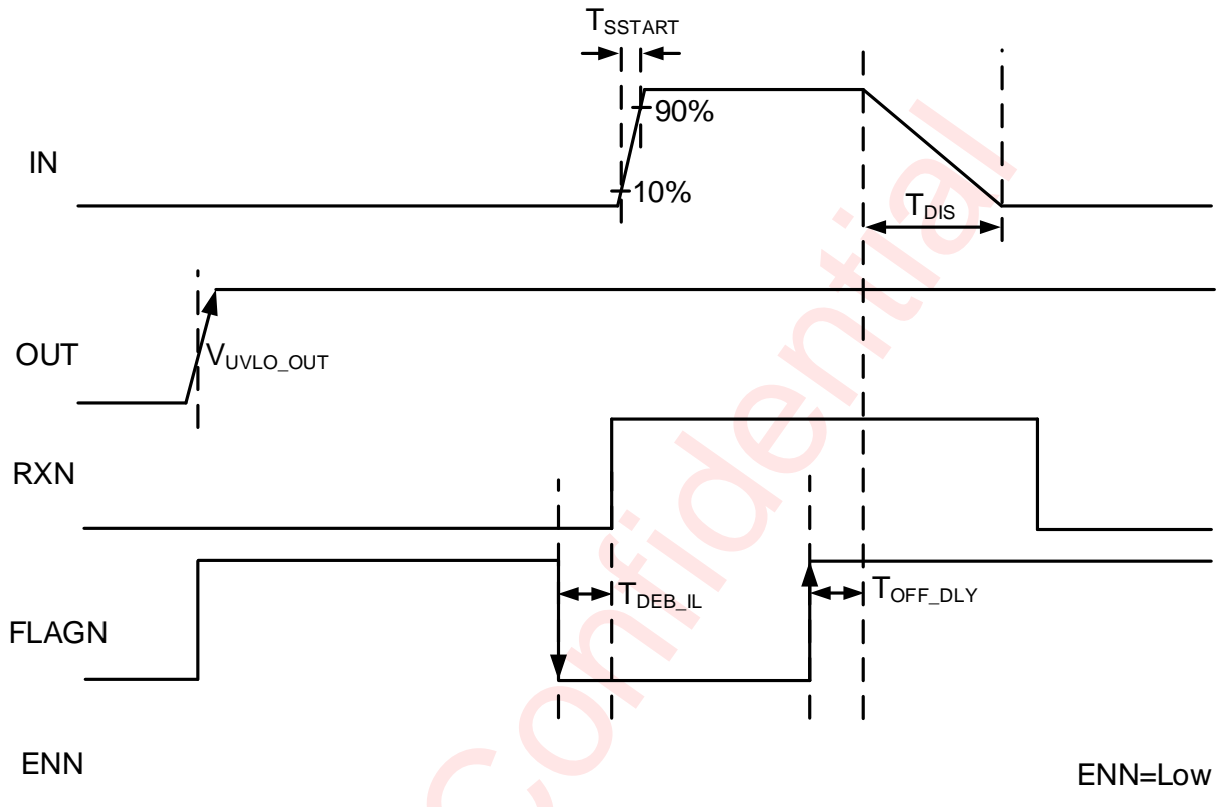 TSSTART
90%
IN
10%
TDIS
OUT
VUVLO_OUT
RXN
TDEB_IL
TOFF_DLY
FLAGN
ENN
ENN=Low
Confidential